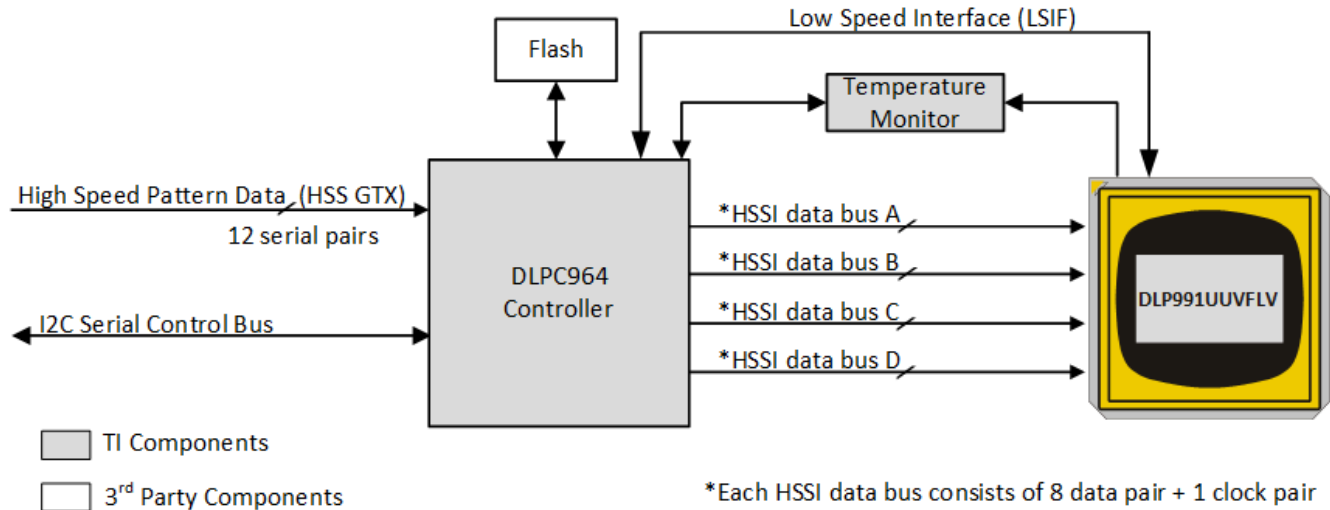 Low Speed Interface (LSIF)
Flash
Temperature
Monitor
High Speed Pattern Data (HSS GTX)
12 serial pairs
*HSSI data bus A
*HSSI data bus B
DLPC964
Controller
DLP991UUVFLV
*HSSI data bus C
I2C Serial Control Bus
*HSSI data bus D
TI Components
3rd Party Components
*Each HSSI data bus consists of 8 data pair + 1 clock pair